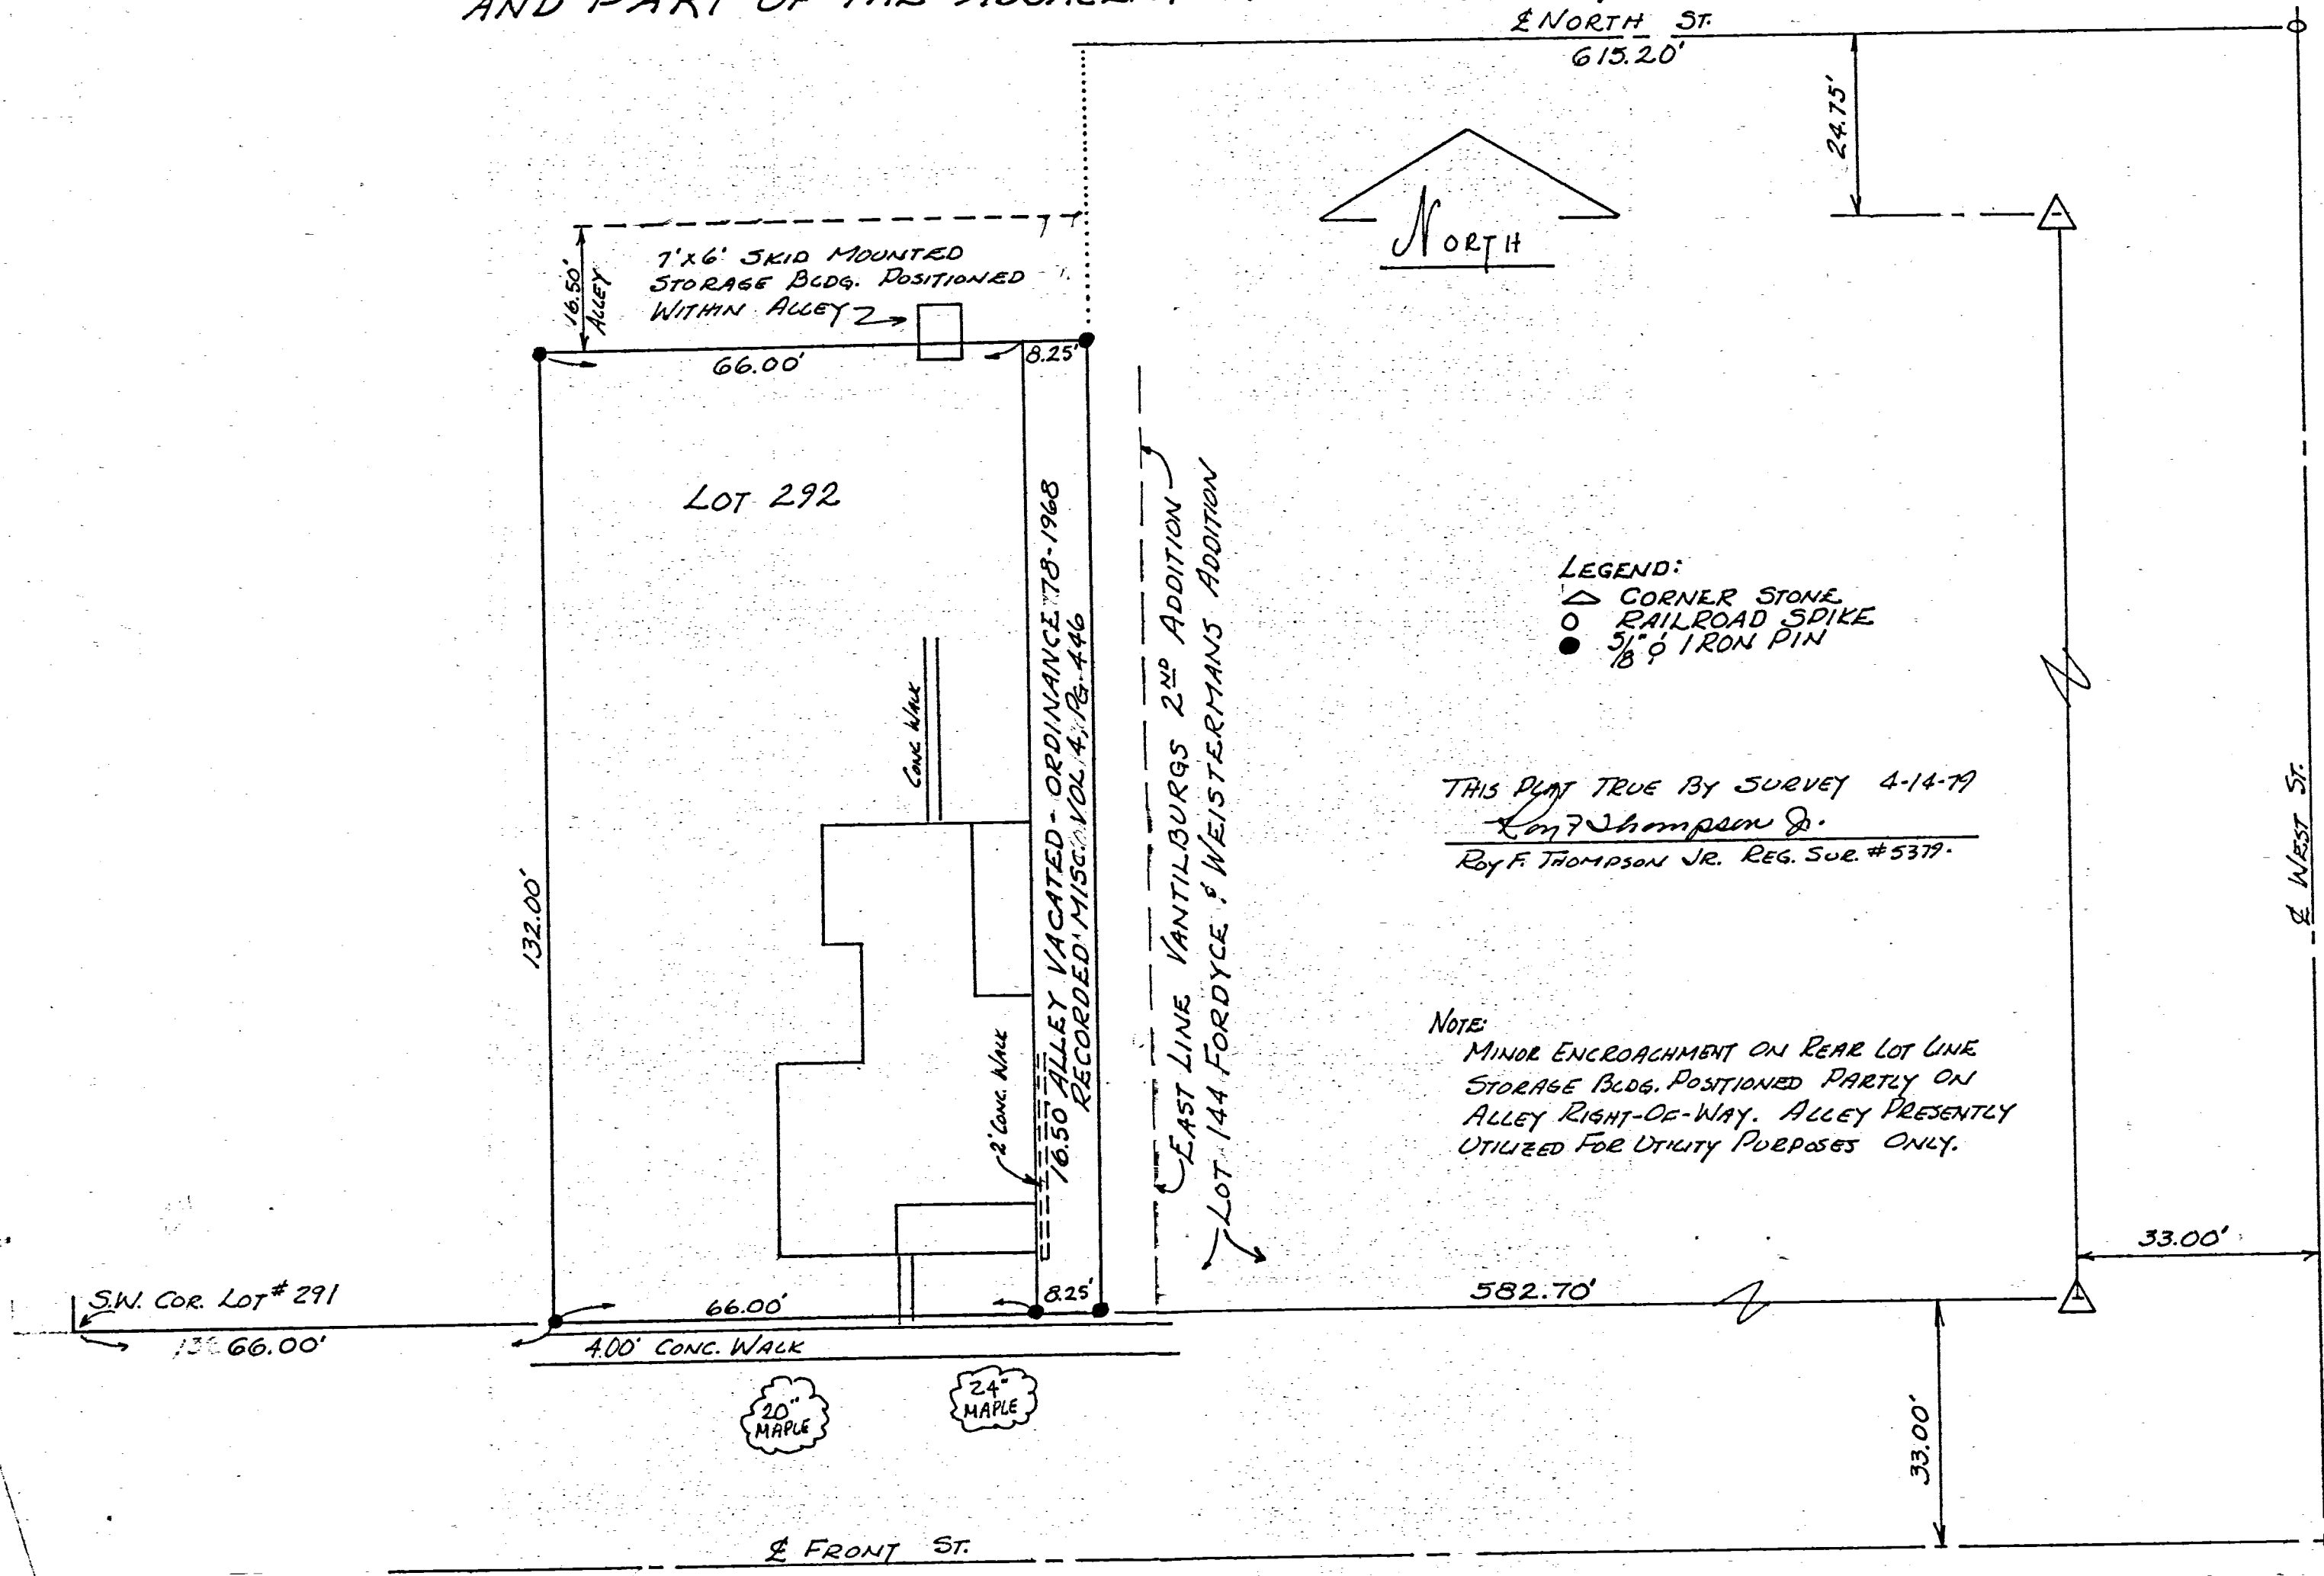 AND PART OF THE
℄ NORTH ST.
615.20'
24.75'
NORTH
16.50'
ALLEY
7'x6' SKID MOUNTED
STORAGE BLDG. POSITIONED
WITHIN ALLEY
66.00'
8.25'
LOT 292
16.50' ALLEY VACATED - ORDINANCE 78-1968
RECORDED MISC. VOL. 4, PG. 446
EAST LINE VANTILBURGS 2ND ADDITION
LOT 144 FORDYCE & WEISTERMANS ADDITION
LEGEND:
△ CORNER STONE
○ RAILROAD SPIKE
● 5/8" ϕ IRON PIN
CONC. WALK
THIS PLAT TRUE BY SURVEY 4-14-79
Roy F Thompson Jr.
ROY F. THOMPSON JR. REG. SUR. #5379.
℄ WEST ST.
132.00'
2' CONC. WALK
NOTE:
MINOR ENCROACHMENT ON REAR LOT LINE
STORAGE BLDG. POSITIONED PARTLY ON
ALLEY RIGHT-OF-WAY. ALLEY PRESENTLY
UTILIZED FOR UTILITY PURPOSES ONLY.
33.00'
S.W. COR. LOT #291
66.00'
66.00'
8.25'
582.70'
4.00' CONC. WALK
20" MAPLE
24" MAPLE
33.00'
℄ FRONT ST.